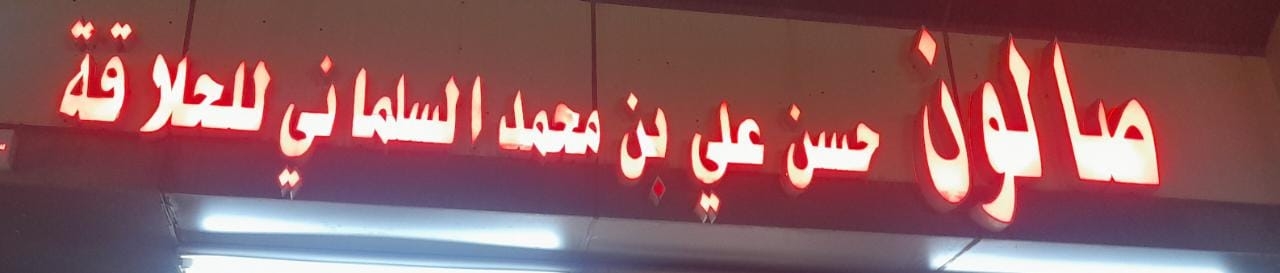 صالون حسن علي بن محمد السلماني للحلاقة